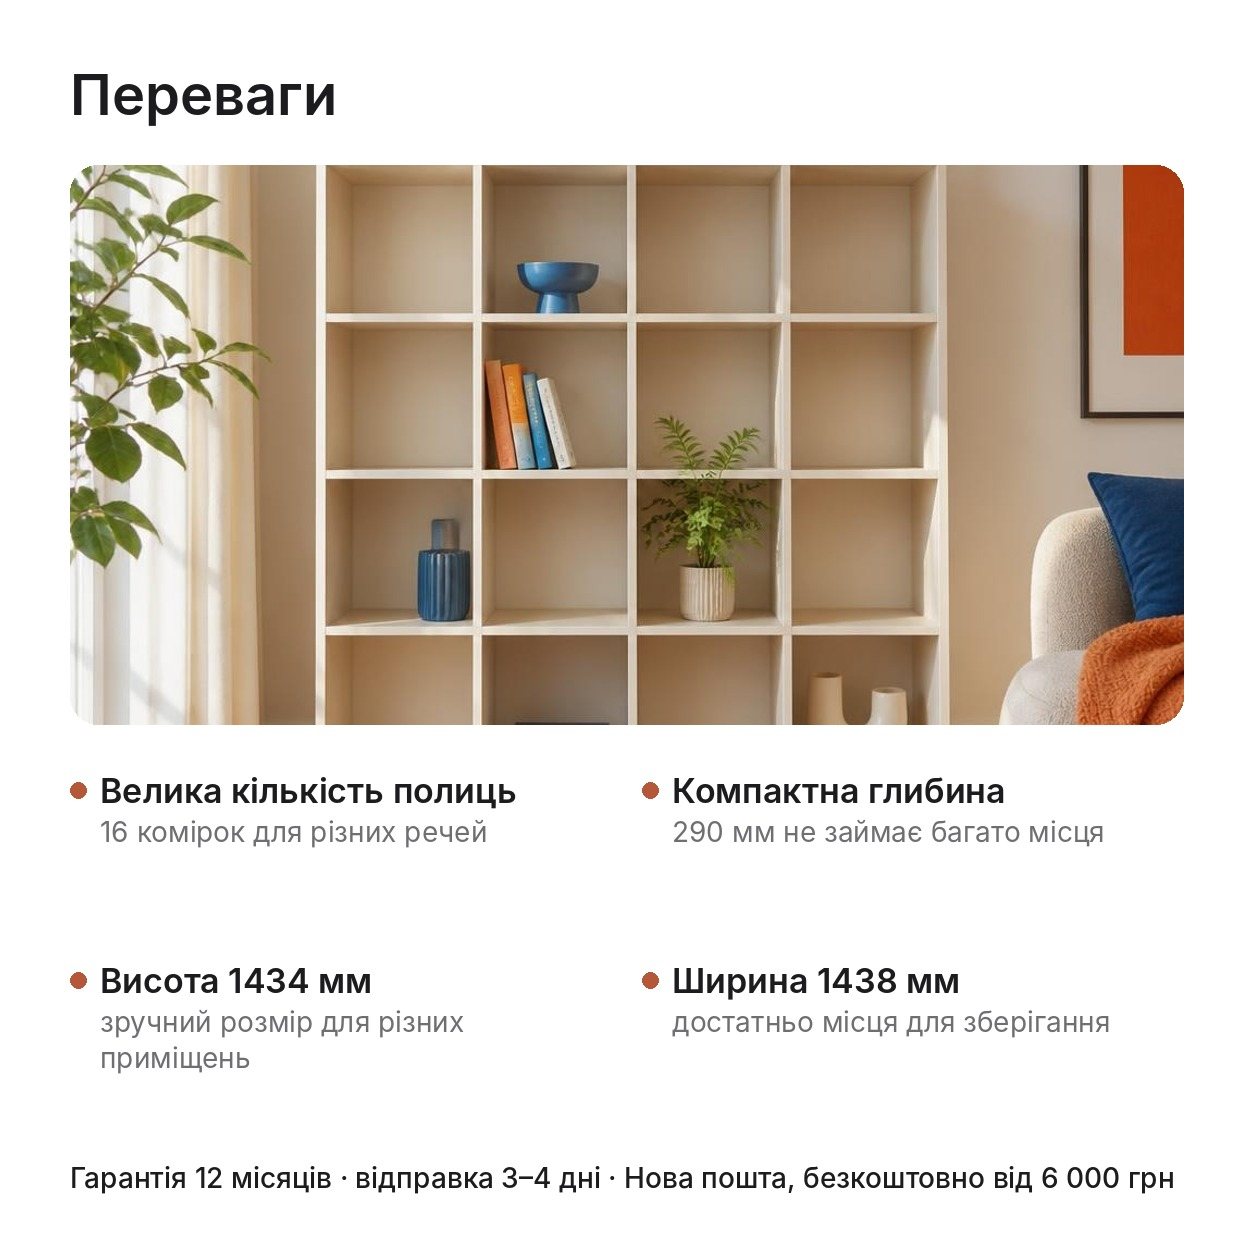 Переваги
Велика кількість полиць
16 комірок для різних речей
Компактна глибина
290 мм не займає багато місця
Висота 1434 мм
зручний розмір для різних
приміщень
Ширина 1438 мм
достатньо місця для зберігання
Гарантія 12 місяців · відправка 3–4 дні · Нова пошта, безкоштовно від 6 000 грн